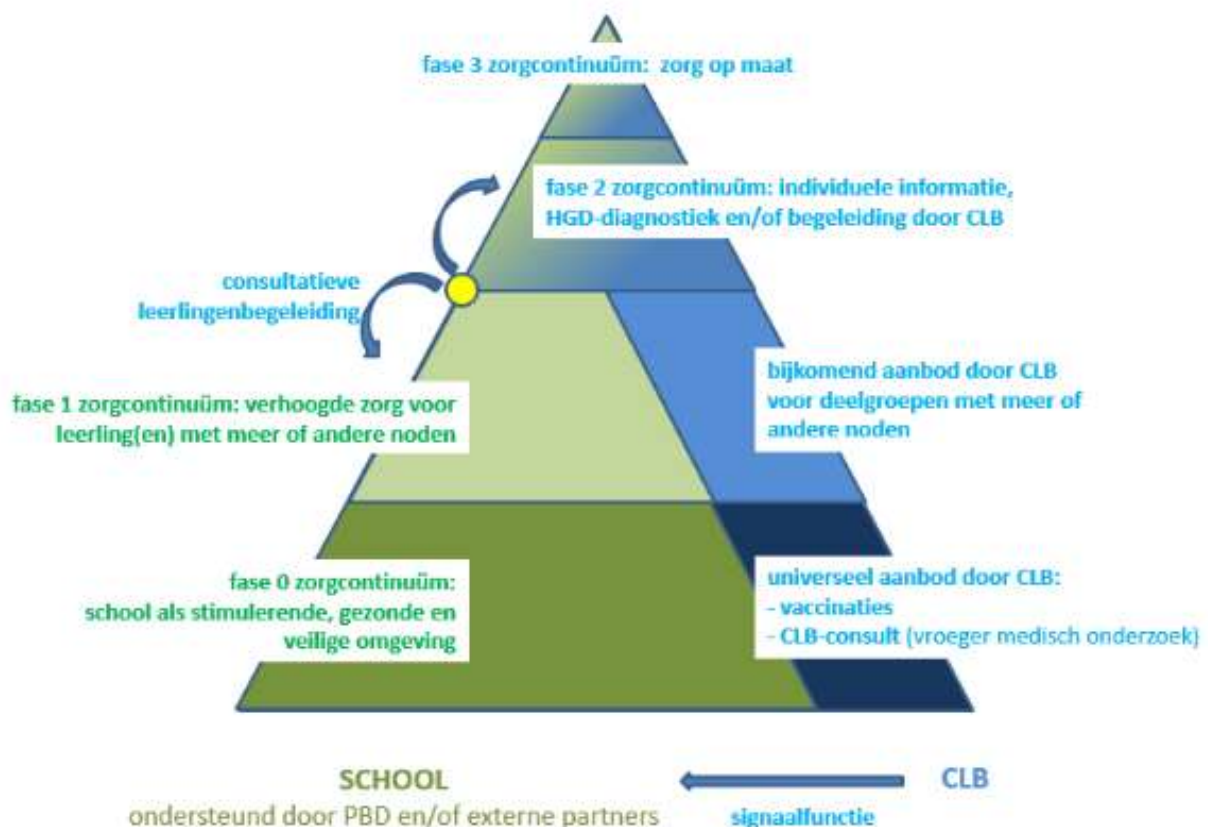 fase 3 zorgcontinuüm: zorg op maat
fase 2 zorgcontinuüm: individuele informatie,
HGD-diagnostiek en/of begeleiding door CLB
consultatieve
leerlingenbegeleiding
bijkomend aanbod door CLB
voor deelgroepen met meer of
andere noden
fase 1 zorgcontinuüm: verhoogde zorg voor
leerling(en) met meer of andere noden
fase 0 zorgcontinuüm:
school als stimulerende, gezonde en
veilige omgeving
universeel aanbod door CLB:
- vaccinaties
- CLB-consult (vroeger medisch onderzoek)
SCHOOL
ondersteund door PBD en/of externe partners
CLB
signaalfunctie